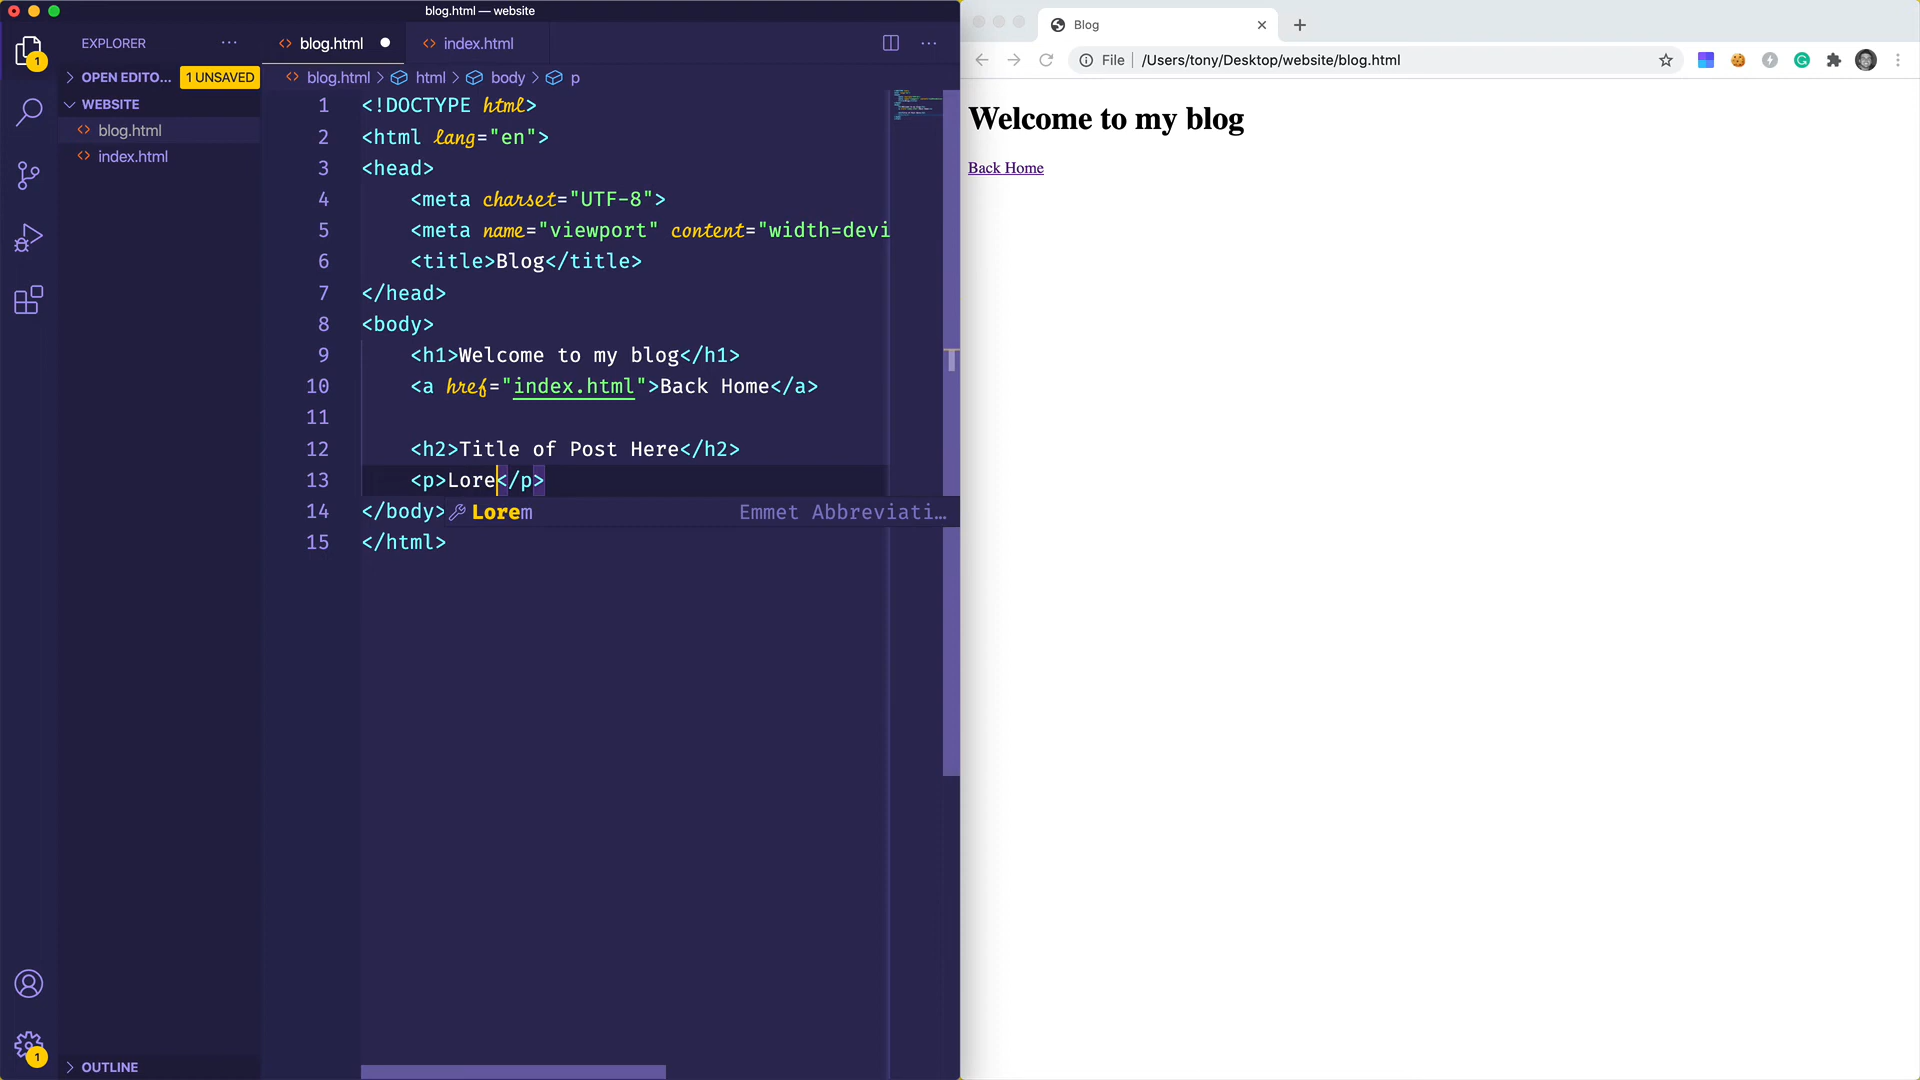 blog.html — website
EXPLORER
OPEN EDITO... 1 UNSAVED
WEBSITE
blog.html
index.html
OUTLINE
1
1
blog.html
index.html
blog.html > html > body > p
1 <!DOCTYPE html>
2 <html lang="en">
3 <head>
4 <meta charset="UTF-8">
5 <meta name="viewport" content="width=devi
6 <title>Blog</title>
7 </head>
8 <body>
9 <h1>Welcome to my blog</h1>
10 <a href="index.html">Back Home</a>
11
12 <h2>Title of Post Here</h2>
13 <p>Lore</p>
14 </body>
Lorem Emmet Abbreviati...
15 </html>
Blog
File /Users/tony/Desktop/website/blog.html
Welcome to my blog
Back Home